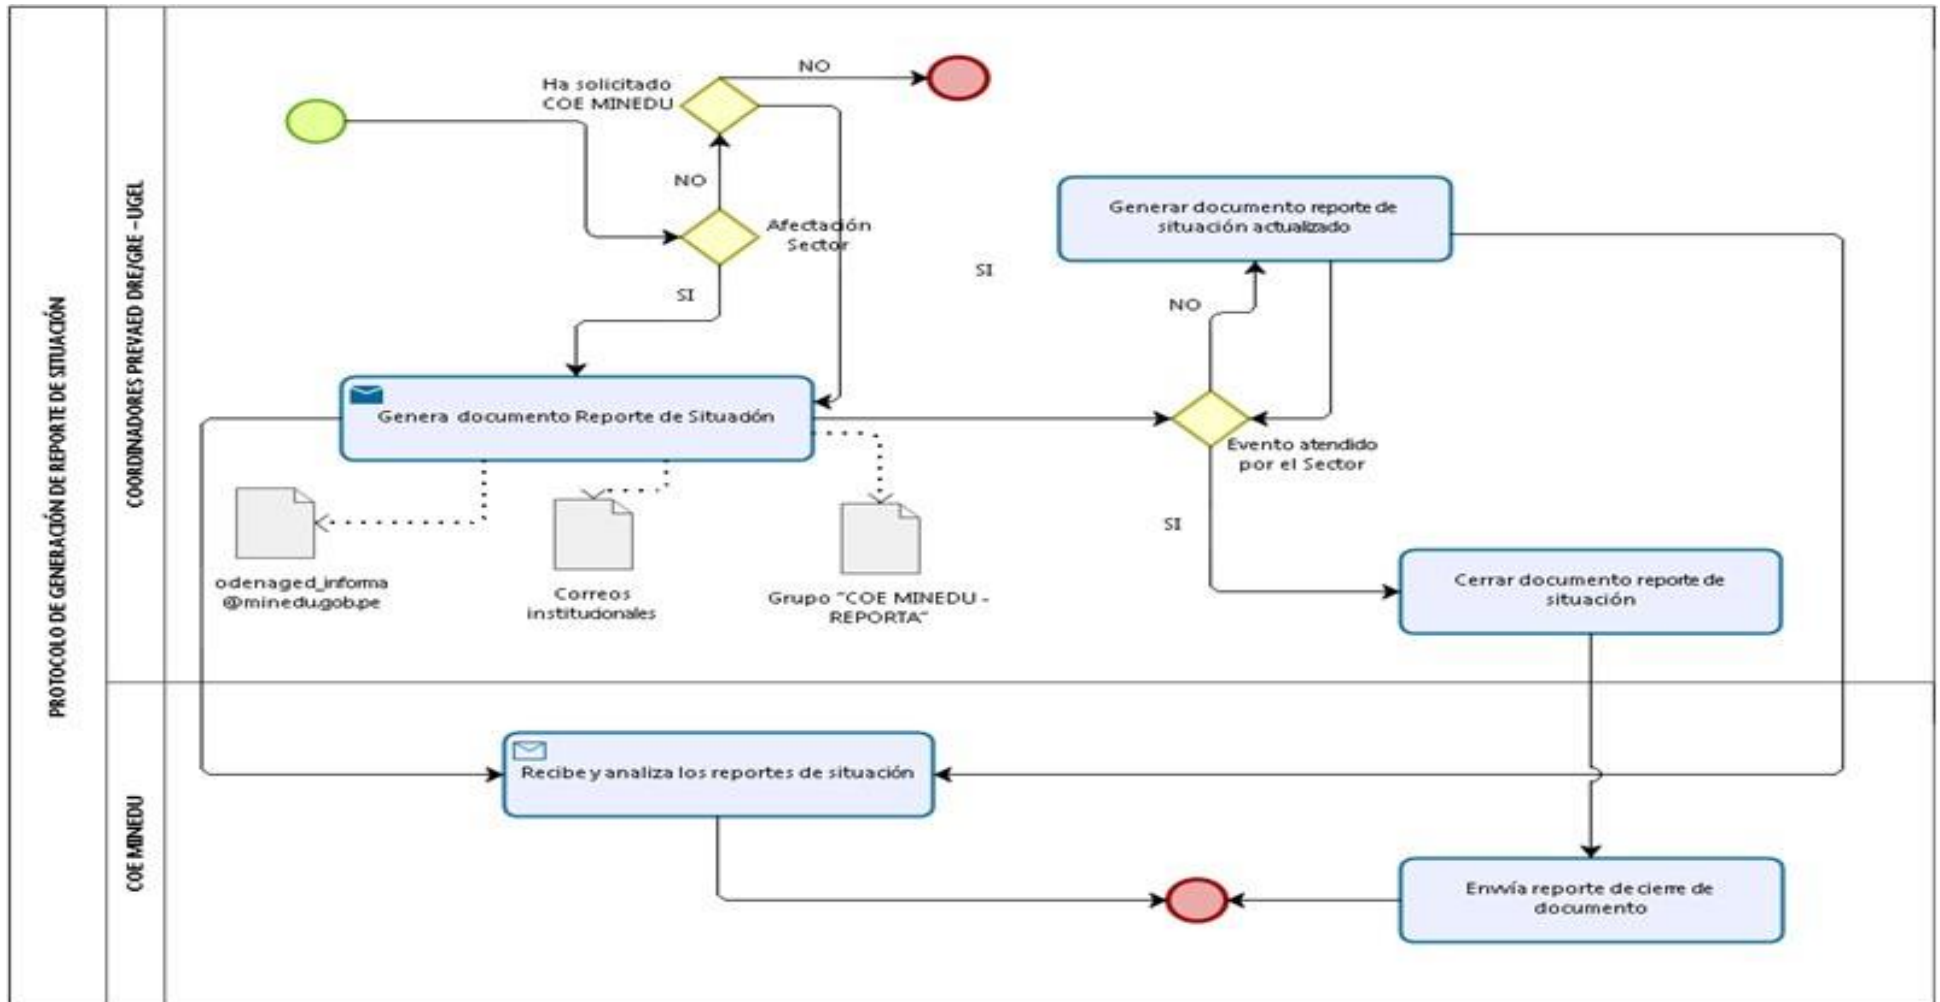 PROTOCOLO DE GENERACIÓN DE REPORTE DE SITUACIÓN
COORDINADORES PREVAED DRE/GRE -UGEL
Ha solicitado
COE MINEDU
NO
NO
Afectación
Sector
SI
SI
Generar documento reporte de
situación actualizado
NO
Genera documento Reporte de Situación
Evento atendido
por el Sector
SI
odenaged_informa
@minedu.gob.pe
Correos
institucionales
Grupo "COE MINEDU -
REPORTA"
Cerrar documento reporte de
situación
COE MINEDU
Recibe y analiza los reportes de situación
Envvía reporte de cierre de
documento